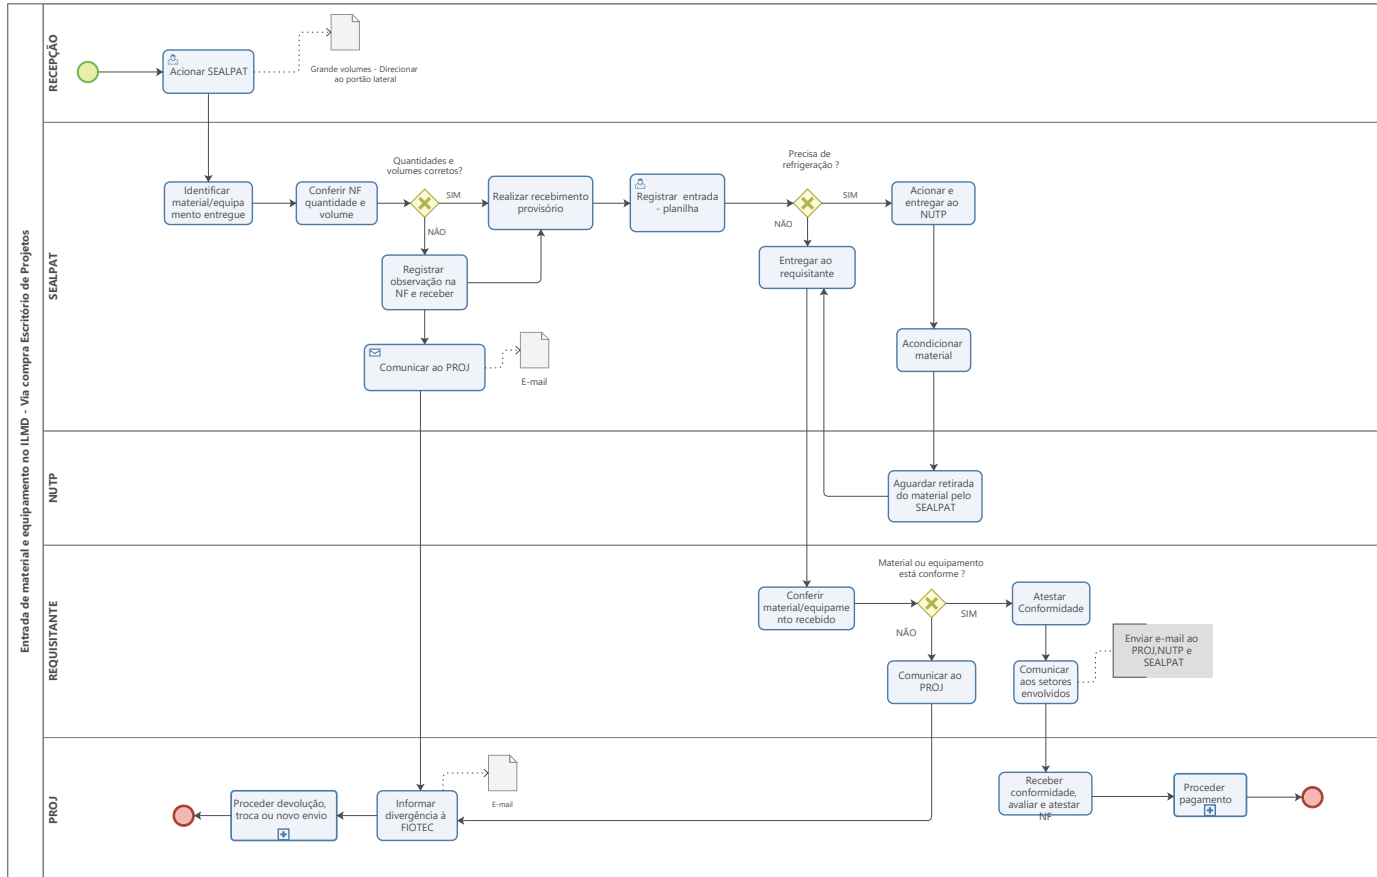 Entrada de material e equipamento no ILMD - Via compra Escritório de Projetos
RECEPÇÃO
Acionar SEALPAT
Grande volumes - Direcionar
ao portão lateral
SEALPAT
Identificar
material/equipa
mento entregue
Conferir NF
quantidade e
volume
Quantidades e
volumes corretos?
SIM
NÃO
Realizar recebimento
provisório
Registrar entrada
- planilha
Precisa de
refrigeração ?
SIM
NÃO
Acionar e
entregar ao
NUTP
Registrar
observação na
NF e receber
Entregar ao
requisitante
Comunicar ao PROJ
E-mail
Acondicionar
material
NUTP
Aguardar retirada
do material pelo
SEALPAT
REQUISITANTE
Conferir
material/equipame
nto recebido
Material ou equipamento
está conforme ?
SIM
NÃO
Atestar
Conformidade
Comunicar ao
PROJ
Comunicar
aos setores
envolvidos
Enviar e-mail ao
PROJ,NUTP e
SEALPAT
PROJ
Proceder devolução,
troca ou novo envio
Informar
divergência à
FIOTEC
E-mail
Receber
conformidade,
avaliar e atestar
NF
Proceder
pagamento